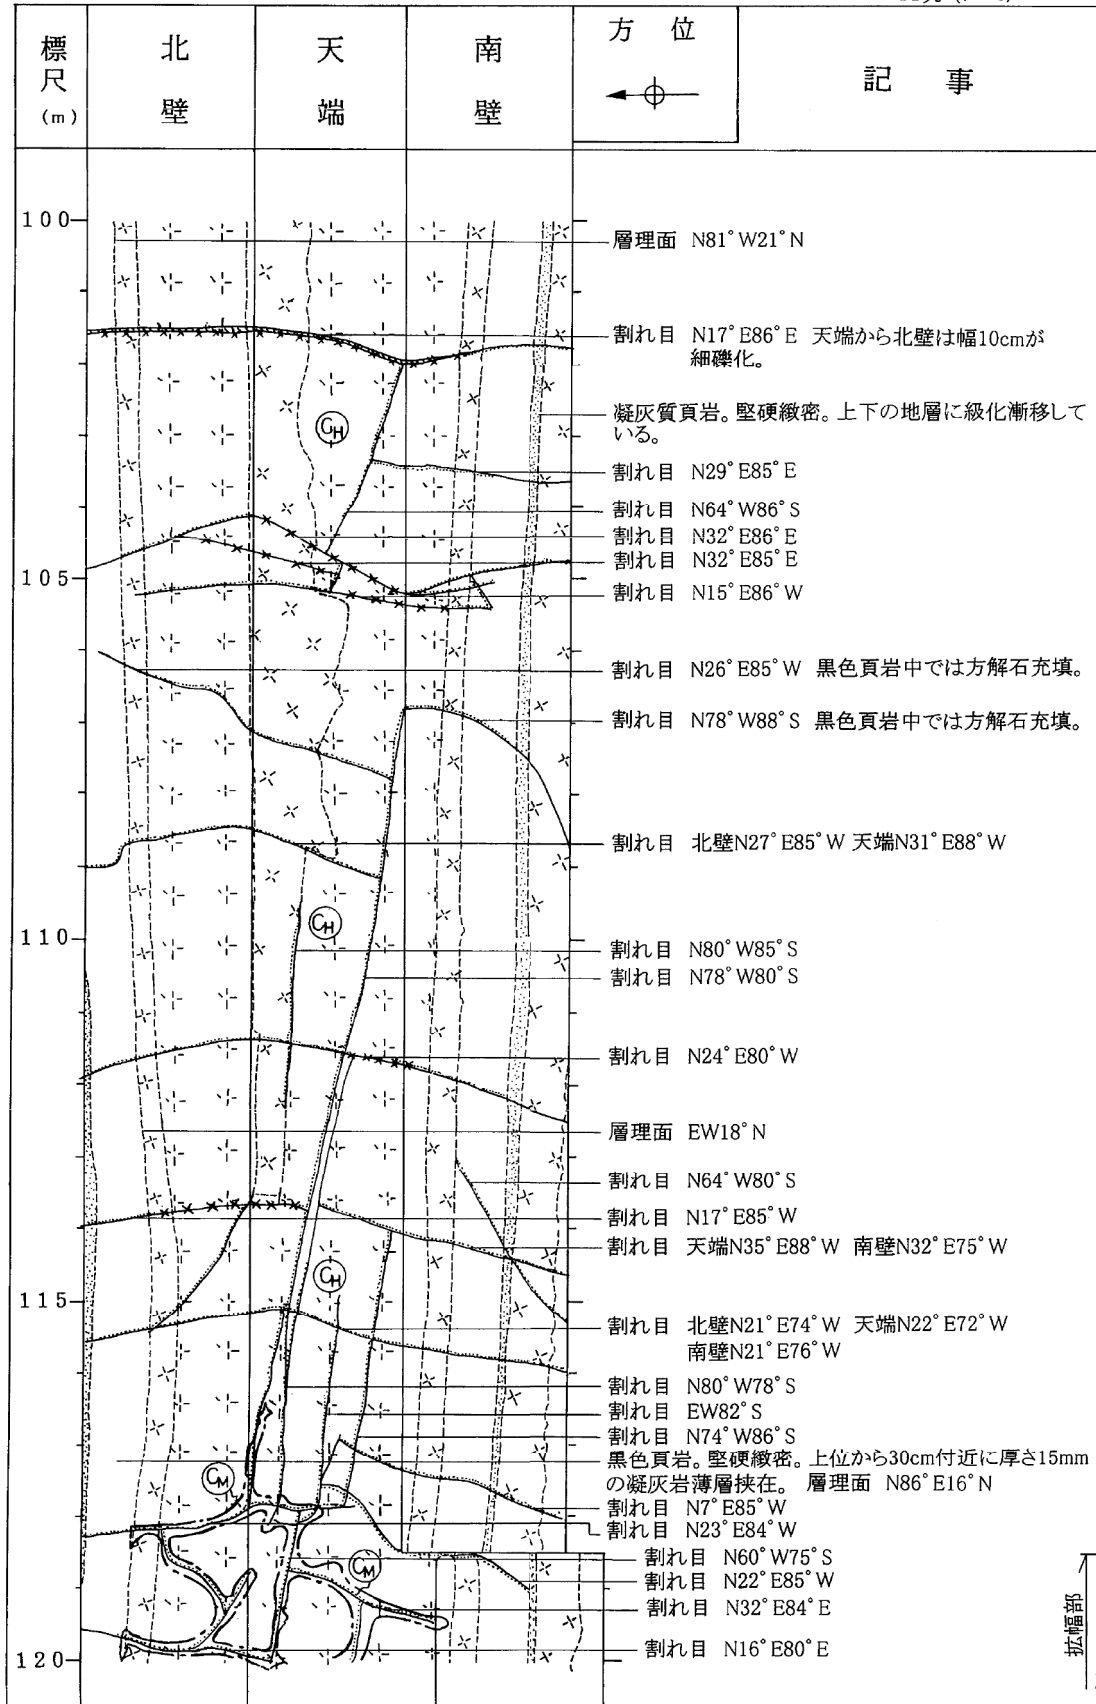 標尺(m)
北壁
天端
南壁
方 位
記 事
100
層理面 N81°W21°N
割れ目 N17°E86°E 天端から北壁は幅10cmが
細礫化。
凝灰質頁岩。堅硬緻密。上下の地層に級化漸移して
いる。
CH
割れ目 N29°E85°E
割れ目 N64°W86°S
割れ目 N32°E86°E
割れ目 N32°E85°E
105
割れ目 N15°E86°W
割れ目 N26°E85°W 黒色頁岩中では方解石充填。
割れ目 N78°W88°S 黒色頁岩中では方解石充填。
割れ目 北壁N27°E85°W 天端N31°E88°W
CH
110
割れ目 N80°W85°S
割れ目 N78°W80°S
割れ目 N24°E80°W
層理面 EW18°N
割れ目 N64°W80°S
割れ目 N17°E85°W
割れ目 天端N35°E88°W 南壁N32°E75°W
CH
115
割れ目 北壁N21°E74°W 天端N22°E72°W
南壁N21°E76°W
割れ目 N80°W78°S
割れ目 EW82°S
割れ目 N74°W86°S
黒色頁岩。堅硬緻密。上位から30cm付近に厚さ15mm
の凝灰岩薄層挟在。 層理面 N86°E16°N
CM
割れ目 N7°E85°W
割れ目 N23°E84°W
割れ目 N60°W75°S
CM
割れ目 N22°E85°W
割れ目 N32°E84°E
割れ目 N16°E80°E
拡幅部
120